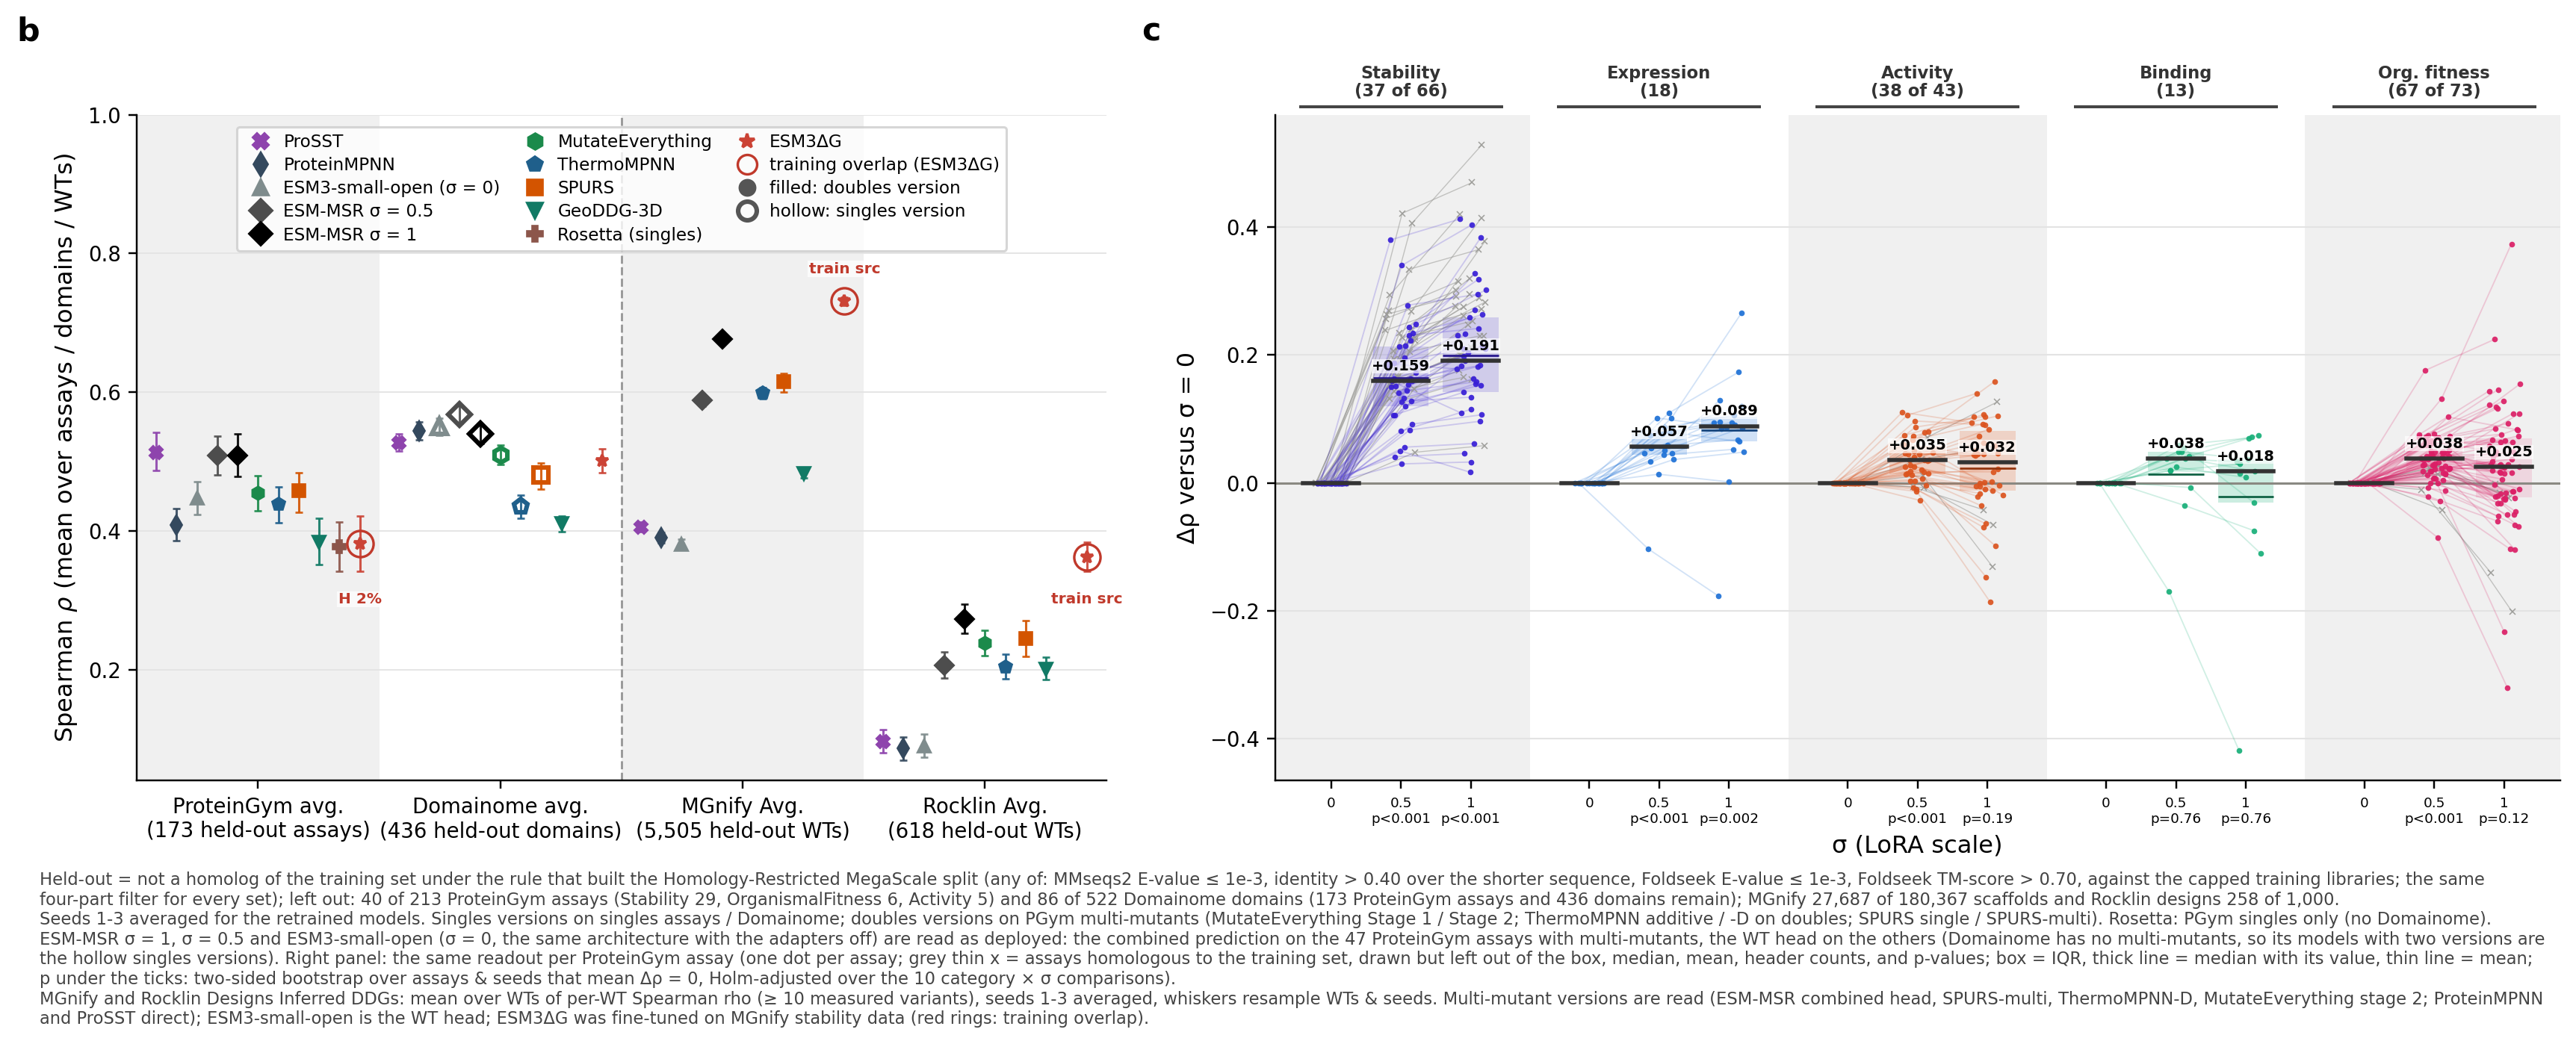 b
c
Spearman ρ (mean over assays / domains / WTs)
1.0
0.8
0.6
0.4
0.2
ProSST
ProteinMPNN
ESM3-small-open (σ = 0)
ESM-MSR σ = 0.5
ESM-MSR σ = 1
MutateEverything
ThermoMPNN
SPURS
GeoDDG-3D
Rosetta (singles)
ESM3ΔG
training overlap (ESM3ΔG)
filled: doubles version
hollow: singles version
train src
H 2%
train src
ProteinGym avg.
(173 held-out assays)
Domainome avg.
(436 held-out domains)
MGnify Avg.
(5,505 held-out WTs)
Rocklin Avg.
(618 held-out WTs)
Stability
(37 of 66)
Expression
(18)
Activity
(38 of 43)
Binding
(13)
Org. fitness
(67 of 73)
Δρ versus σ = 0
0.4
0.2
0.0
−0.2
−0.4
+0.159
+0.191
+0.057
+0.089
+0.035
+0.032
+0.038
+0.018
+0.038
+0.025
0 0.5 1
p<0.001 p<0.001
0 0.5 1
p<0.001 p=0.002
0 0.5 1
p<0.001 p=0.19
0 0.5 1
p=0.76 p=0.76
0 0.5 1
p<0.001 p=0.12
σ (LoRA scale)
Held-out = not a homolog of the training set under the rule that built the Homology-Restricted MegaScale split (any of: MMseqs2 E-value ≤ 1e-3, identity > 0.40 over the shorter sequence, Foldseek E-value ≤ 1e-3, Foldseek TM-score > 0.70, against the capped training libraries; the same
four-part filter for every set); left out: 40 of 213 ProteinGym assays (Stability 29, OrganismalFitness 6, Activity 5) and 86 of 522 Domainome domains (173 ProteinGym assays and 436 domains remain); MGnify 27,687 of 180,367 scaffolds and Rocklin designs 258 of 1,000.
Seeds 1-3 averaged for the retrained models. Singles versions on singles assays / Domainome; doubles versions on PGym multi-mutants (MutateEverything Stage 1 / Stage 2; ThermoMPNN additive / -D on doubles; SPURS single / SPURS-multi). Rosetta: PGym singles only (no Domainome).
ESM-MSR σ = 1, σ = 0.5 and ESM3-small-open (σ = 0, the same architecture with the adapters off) are read as deployed: the combined prediction on the 47 ProteinGym assays with multi-mutants, the WT head on the others (Domainome has no multi-mutants, so its models with two versions are
the hollow singles versions). Right panel: the same readout per ProteinGym assay (one dot per assay; grey thin x = assays homologous to the training set, drawn but left out of the box, median, mean, header counts, and p-values; box = IQR, thick line = median with its value, thin line = mean;
p under the ticks: two-sided bootstrap over assays & seeds that mean Δρ = 0, Holm-adjusted over the 10 category × σ comparisons).
MGnify and Rocklin Designs Inferred DDGs: mean over WTs of per-WT Spearman rho (≥ 10 measured variants), seeds 1-3 averaged, whiskers resample WTs & seeds. Multi-mutant versions are read (ESM-MSR combined head, SPURS-multi, ThermoMPNN-D, MutateEverything stage 2; ProteinMPNN
and ProSST direct); ESM3-small-open is the WT head; ESM3ΔG was fine-tuned on MGnify stability data (red rings: training overlap).